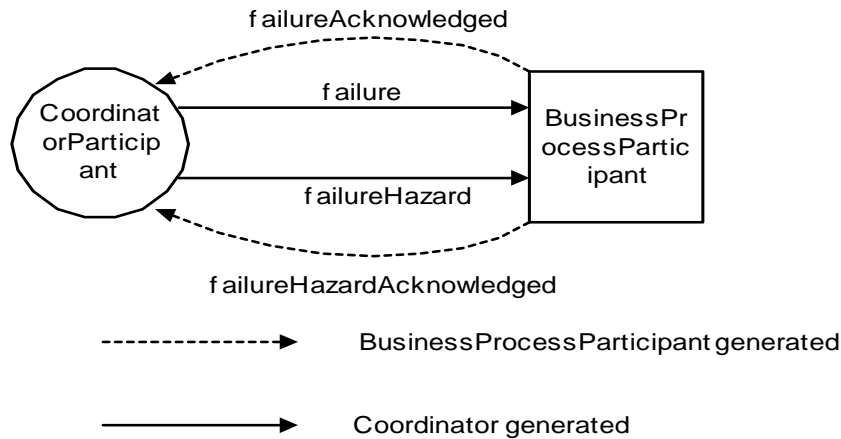 failureAcknowledged
failure
Coordinat
orParticip
ant
BusinessPr
ocessPartic
ipant
failureHazard
failureHazardAcknowledged
BusinessProcessParticipant generated
Coordinator generated